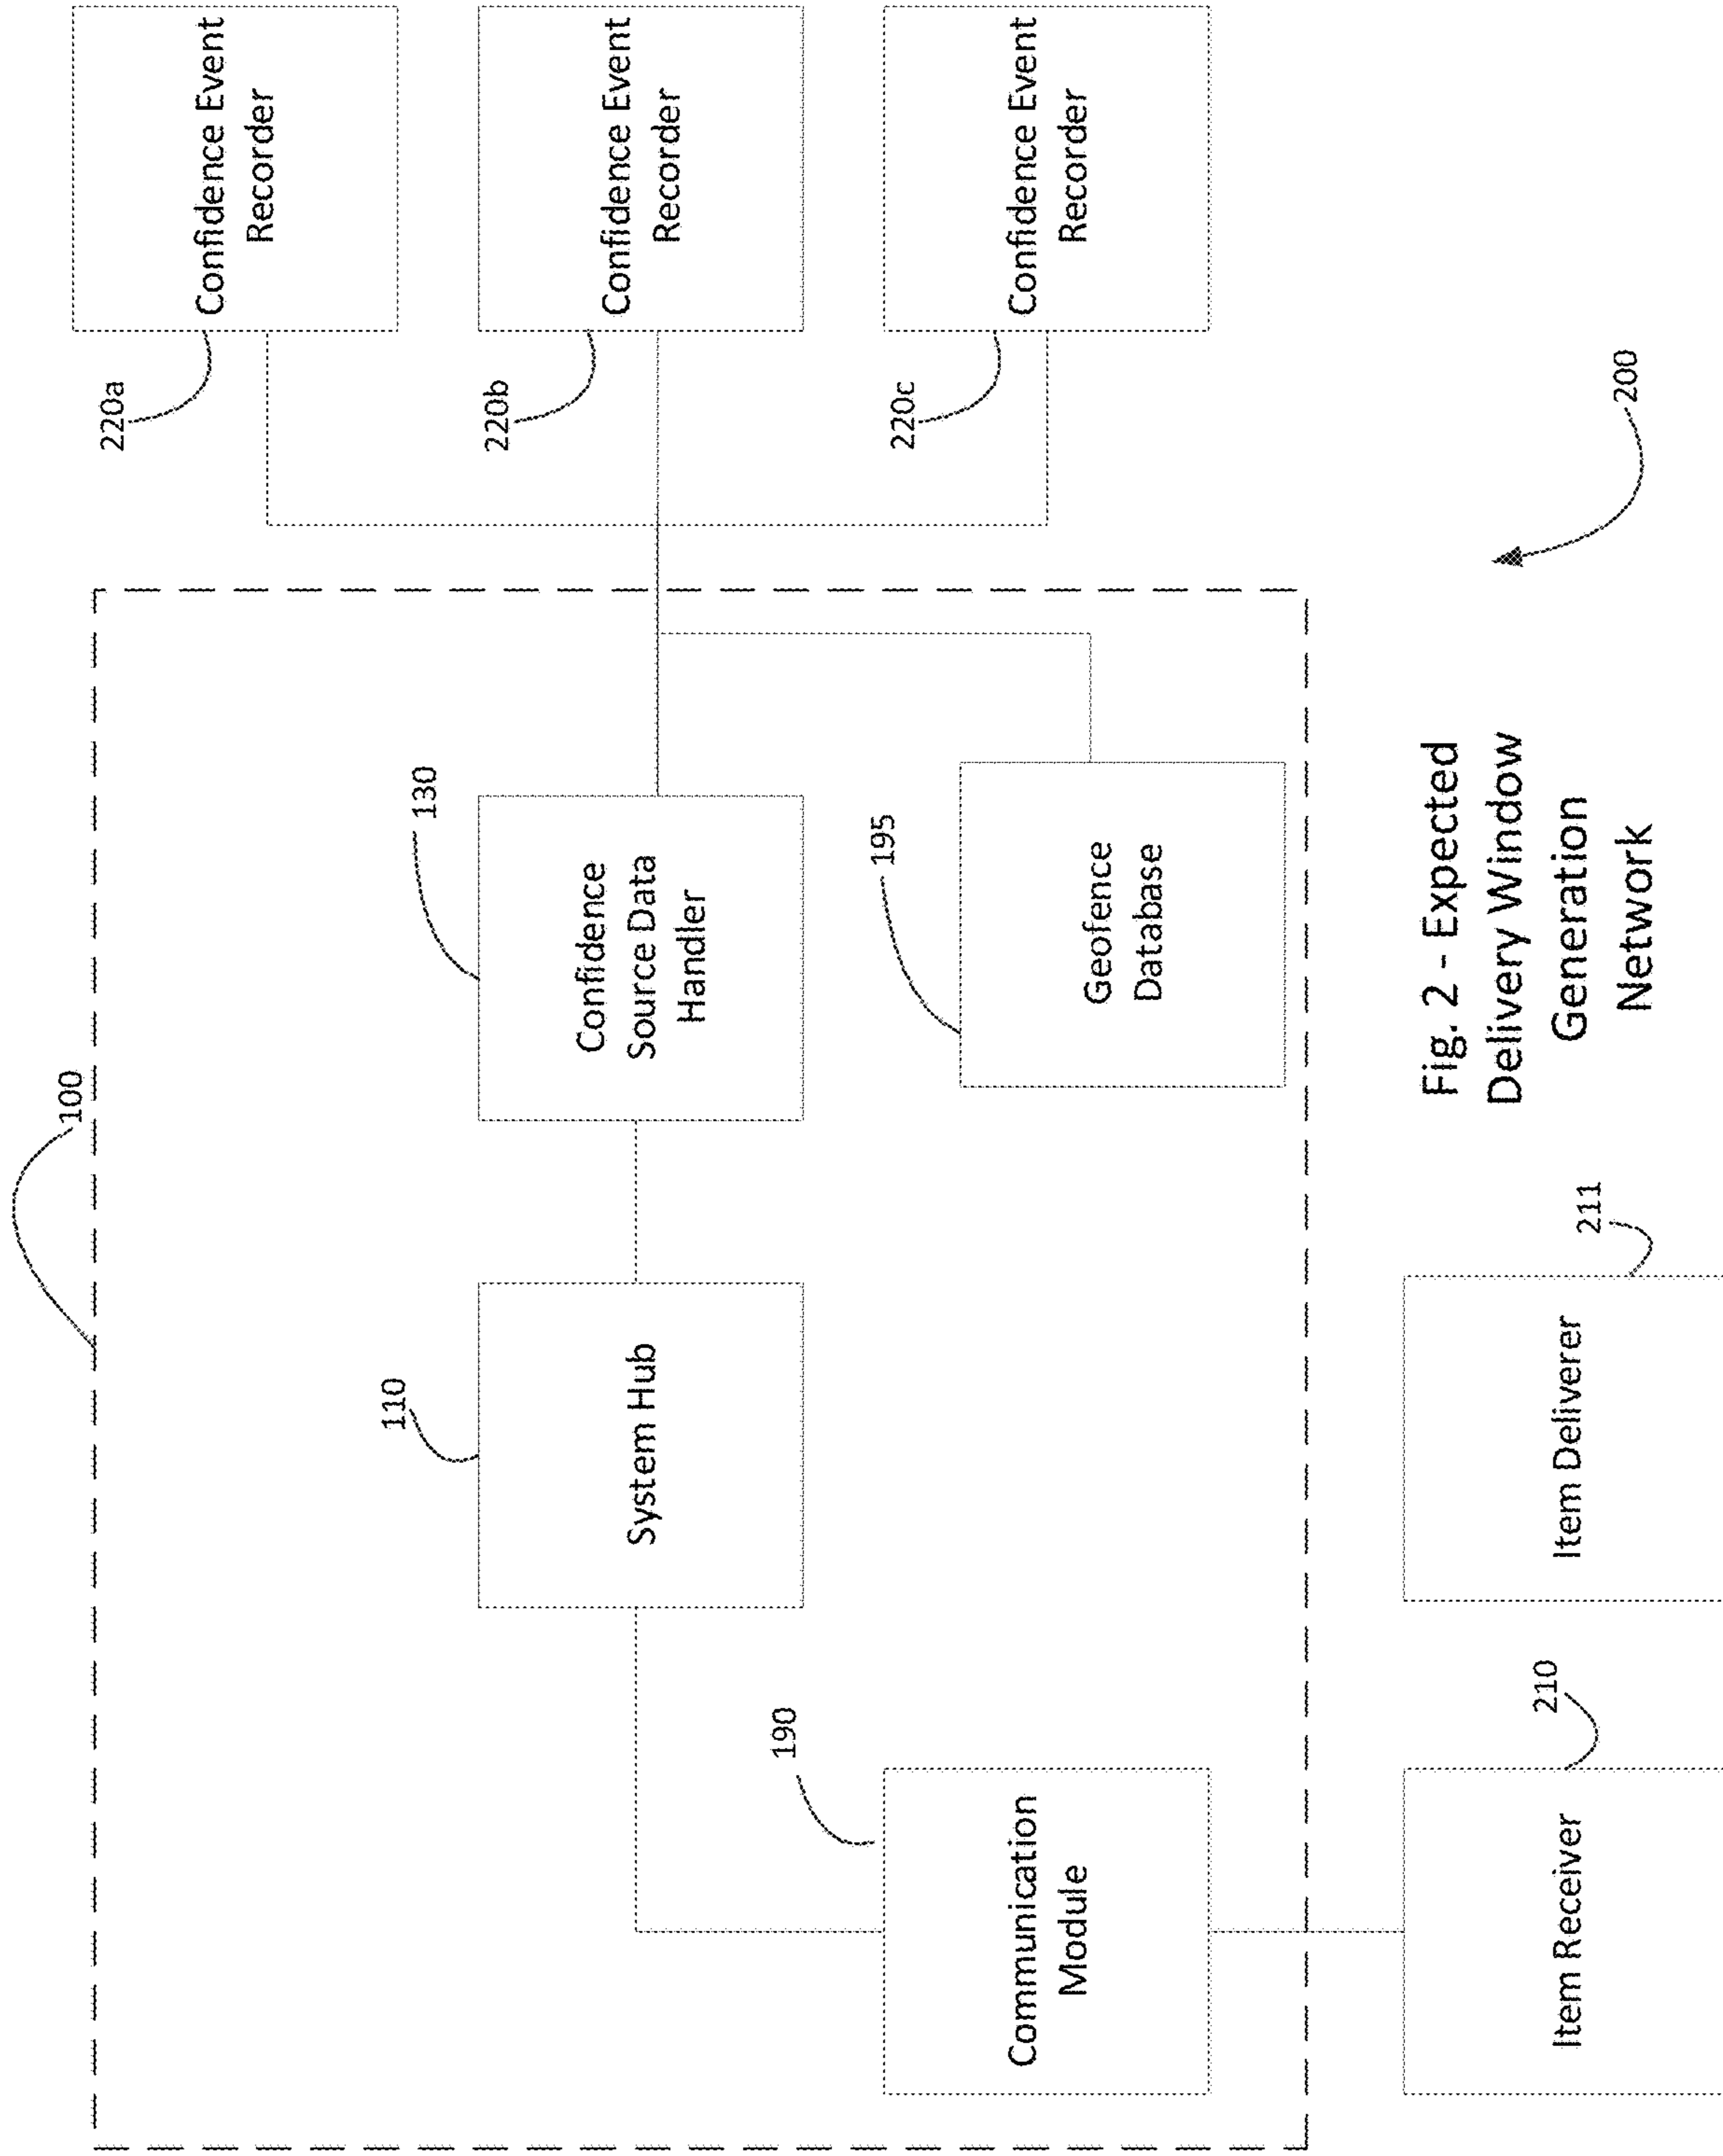 100
220a
Confidence Event
Recorder
110
System Hub
130
Confidence
Source Data
Handler
220b
Confidence Event
Recorder
190
Communication
Module
195
Geofence
Database
220c
Confidence Event
Recorder
210
Item Receiver
211
Item Deliverer
Fig. 2 - Expected
Delivery Window
Generation
Network
200